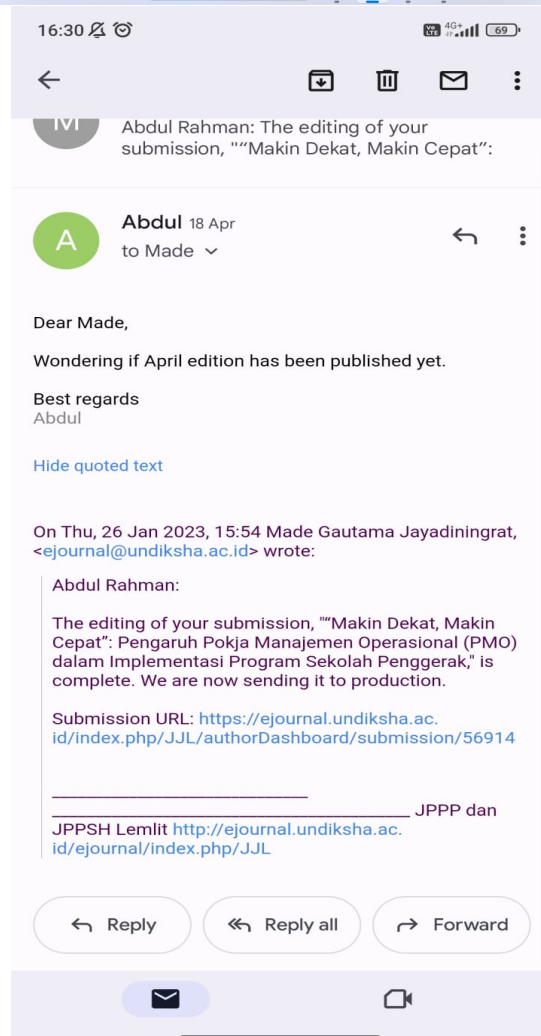 16:30
Vo LTE 4G+ 69
M
Abdul Rahman: The editing of your
submission, "“Makin Dekat, Makin Cepat”:
A
Abdul 18 Apr
to Made
Dear Made,
Wondering if April edition has been published yet.
Best regards
Abdul
Hide quoted text
On Thu, 26 Jan 2023, 15:54 Made Gautama Jayadiningrat,
<ejournal@undiksha.ac.id> wrote:
Abdul Rahman:
The editing of your submission, "“Makin Dekat, Makin
Cepat”: Pengaruh Pokja Manajemen Operasional (PMO)
dalam Implementasi Program Sekolah Penggerak," is
complete. We are now sending it to production.
Submission URL: https://ejournal.undiksha.ac.
id/index.php/JJL/authorDashboard/submission/56914
______________________________
__________________________________________ JPPP dan
JPPSH Lemlit http://ejournal.undiksha.ac.
id/ejournal/index.php/JJL
Reply
Reply all
Forward